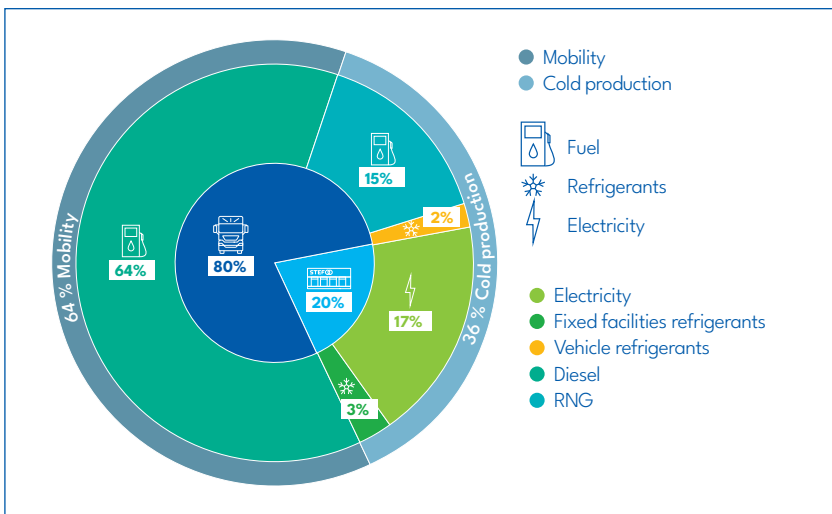 Mobility
Cold production
Fuel
Refrigerants
Electricity
Electricity
Fixed facilities refrigerants
Vehicle refrigerants
Diesel
RNG
64 % Mobility
36 % Cold production
15%
2%
80%
64%
STEF
20%
17%
3%